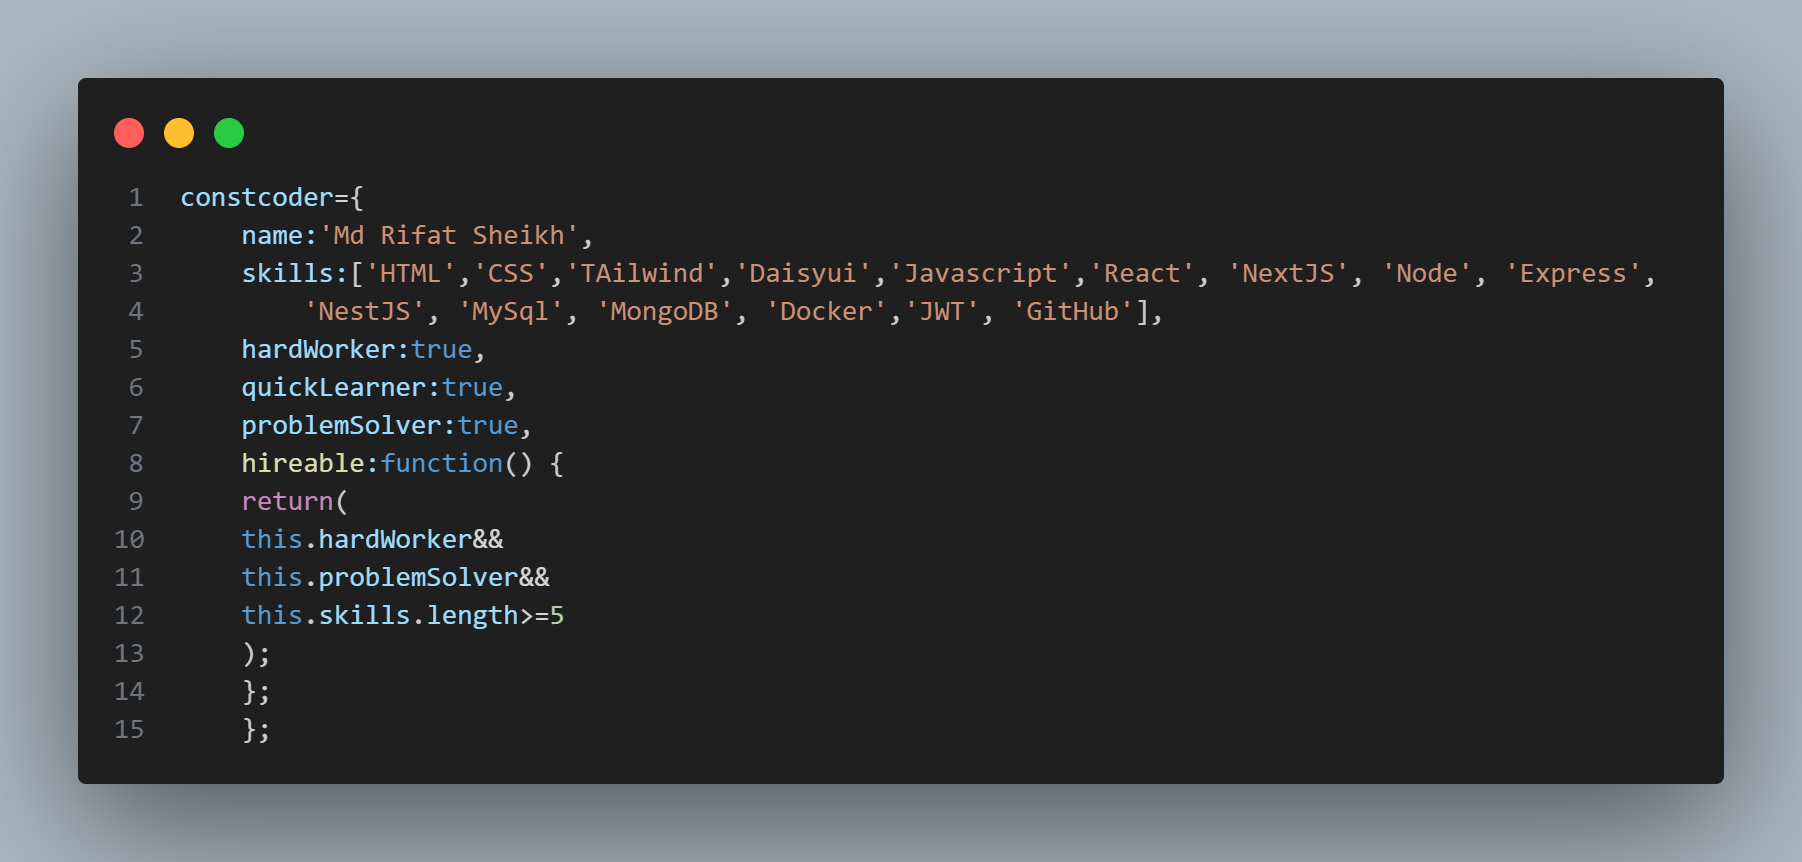 1 constcoder={
2 name:'Md Rifat Sheikh',
3 skills:['HTML','CSS','TAilwind','Daisyui','Javascript','React', 'NextJS', 'Node', 'Express',
4 'NestJS', 'MySql', 'MongoDB', 'Docker','JWT', 'GitHub'],
5 hardWorker:true,
6 quickLearner:true,
7 problemSolver:true,
8 hireable:function() {
9 return(
10 this.hardWorker&&
11 this.problemSolver&&
12 this.skills.length>=5
13 );
14 };
15 };